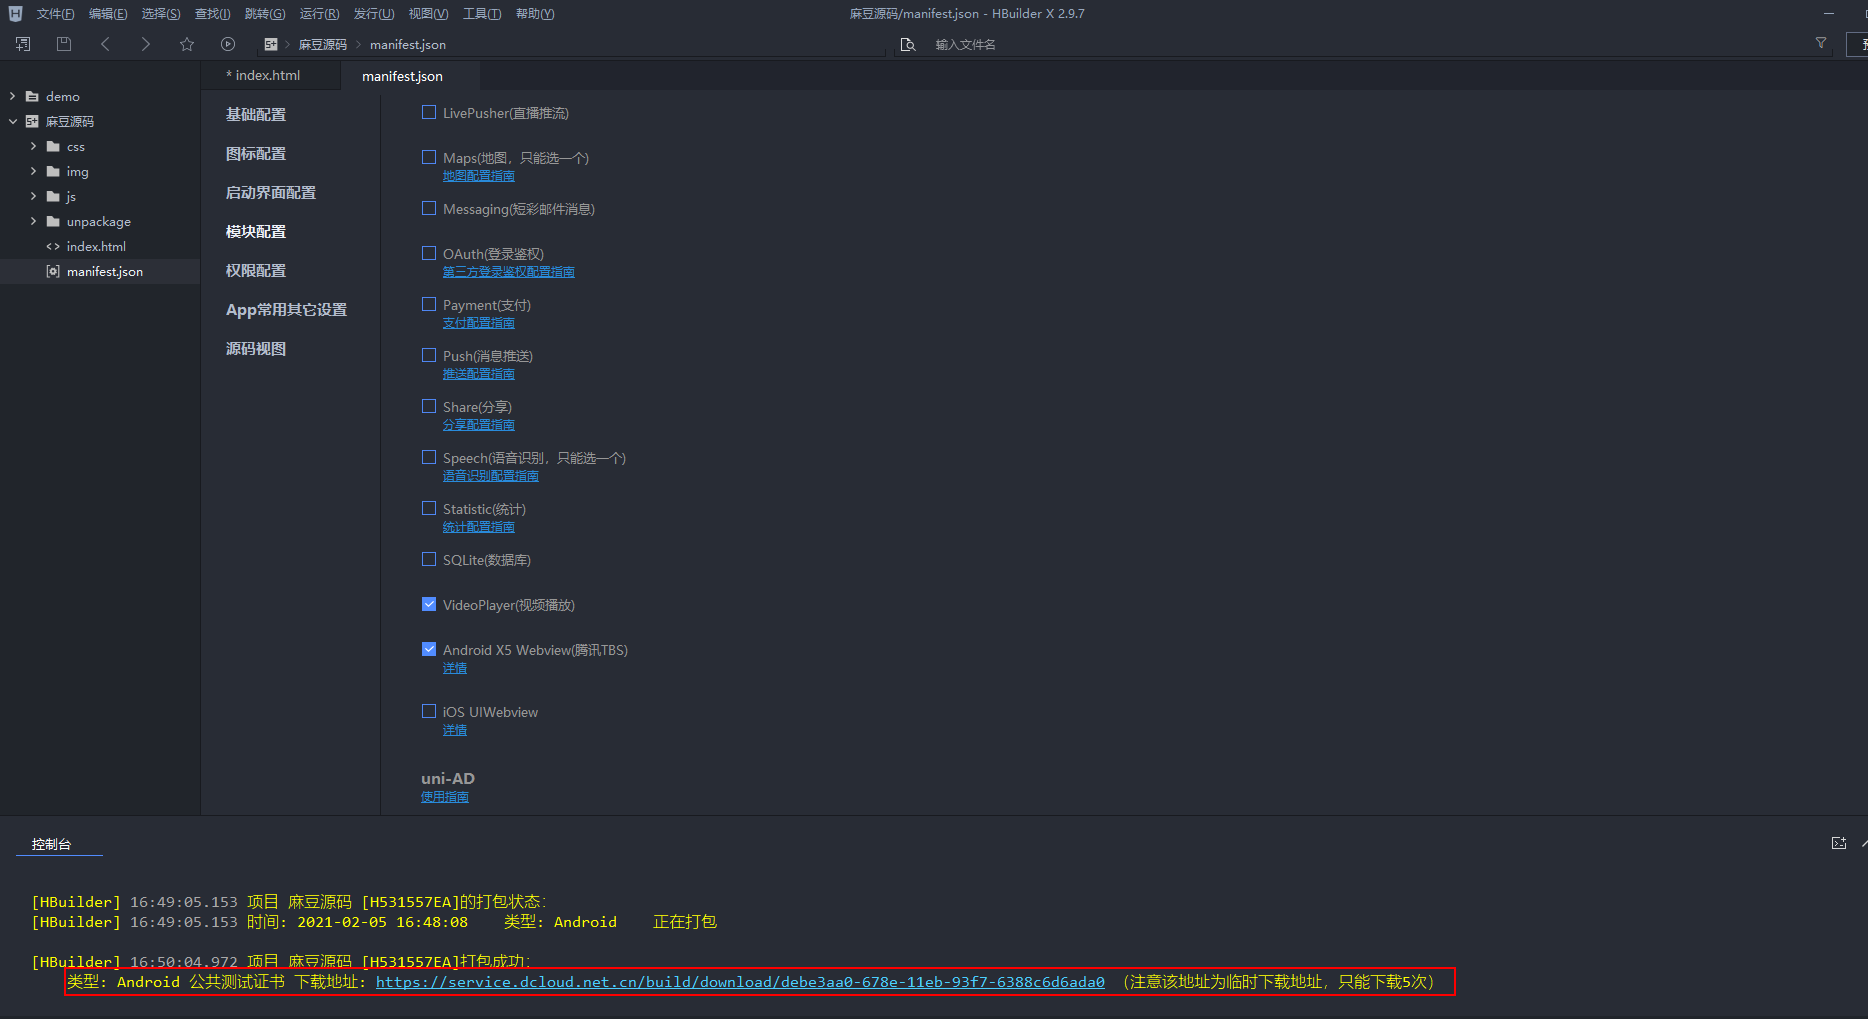 文件(F) 编辑(E) 选择(S) 查找(I) 跳转(G) 运行(R) 发行(U) 视图(V) 工具(T) 帮助(Y)
麻豆源码/manifest.json - HBuilder X 2.9.7
麻豆源码 manifest.json
输入文件名
* index.html
manifest.json
demo
麻豆源码
css
img
js
unpackage
index.html
manifest.json
基础配置
图标配置
启动界面配置
模块配置
权限配置
App常用其它设置
源码视图
LivePusher(直播推流)
Maps(地图，只能选一个)
地图配置指南
Messaging(短彩邮件消息)
OAuth(登录鉴权)
第三方登录鉴权配置指南
Payment(支付)
支付配置指南
Push(消息推送)
推送配置指南
Share(分享)
分享配置指南
Speech(语音识别，只能选一个)
语音识别配置指南
Statistic(统计)
统计配置指南
SQLite(数据库)
VideoPlayer(视频播放)
Android X5 Webview(腾讯TBS)
详情
iOS UIWebview
详情
uni-AD
使用指南
控制台
[HBuilder] 16:49:05.153 项目 麻豆源码 [H531557EA]的打包状态：
[HBuilder] 16:49:05.153 时间: 2021-02-05 16:48:08 类型: Android 正在打包
[HBuilder] 16:50:04.972 项目 麻豆源码 [H531557EA]打包成功：
类型: Android 公共测试证书 下载地址: https://service.dcloud.net.cn/build/download/debe3aa0-678e-11eb-93f7-6388c6d6ada0 （注意该地址为临时下载地址，只能下载5次）